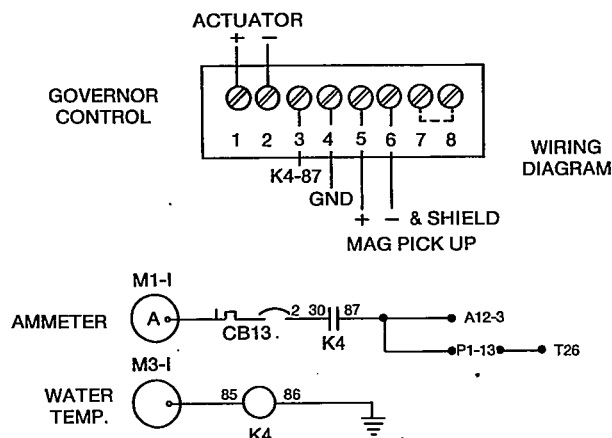 ACTUATOR
+ −
GOVERNOR
CONTROL
1 2 3 4 5 6 7 8
K4-87
GND
+ − & SHIELD
MAG PICK UP
WIRING
DIAGRAM
M1-I
AMMETER
A
1
CB13
2 30 87
K4
A12-3
P1-13
T26
M3-I
WATER
TEMP.
85 86
K4